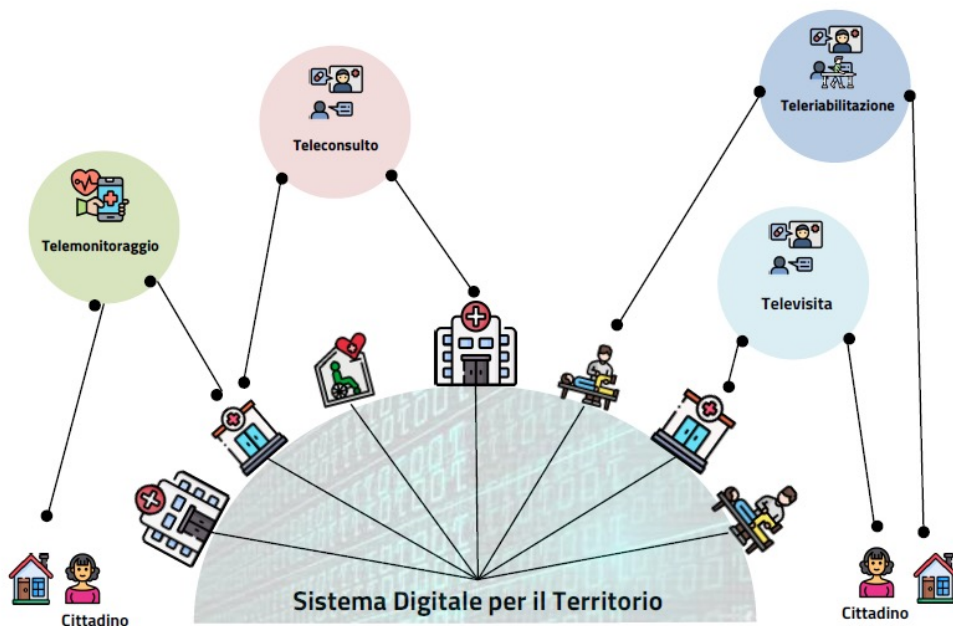 Teleriabilitazione
Teleconsulto
Telemonitoraggio
Televisita
Sistema Digitale per il Territorio
Cittadino
Cittadino